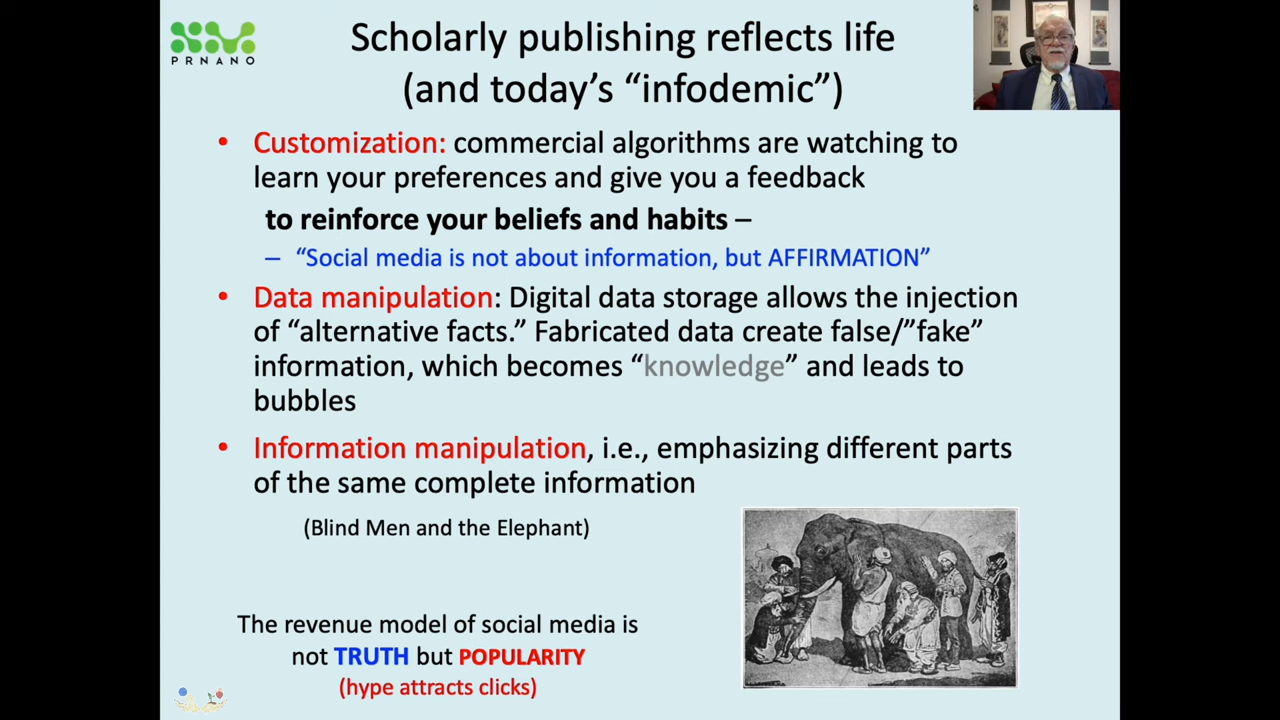 PRNANO
Scholarly publishing reflects life
(and today's “infodemic”)
• Customization: commercial algorithms are watching to
learn your preferences and give you a feedback
to reinforce your beliefs and habits –
– “Social media is not about information, but AFFIRMATION”
• Data manipulation: Digital data storage allows the injection
of “alternative facts.” Fabricated data create false/”fake”
information, which becomes “knowledge” and leads to
bubbles
• Information manipulation, i.e., emphasizing different parts
of the same complete information
(Blind Men and the Elephant)
The revenue model of social media is
not TRUTH but POPULARITY
(hype attracts clicks)